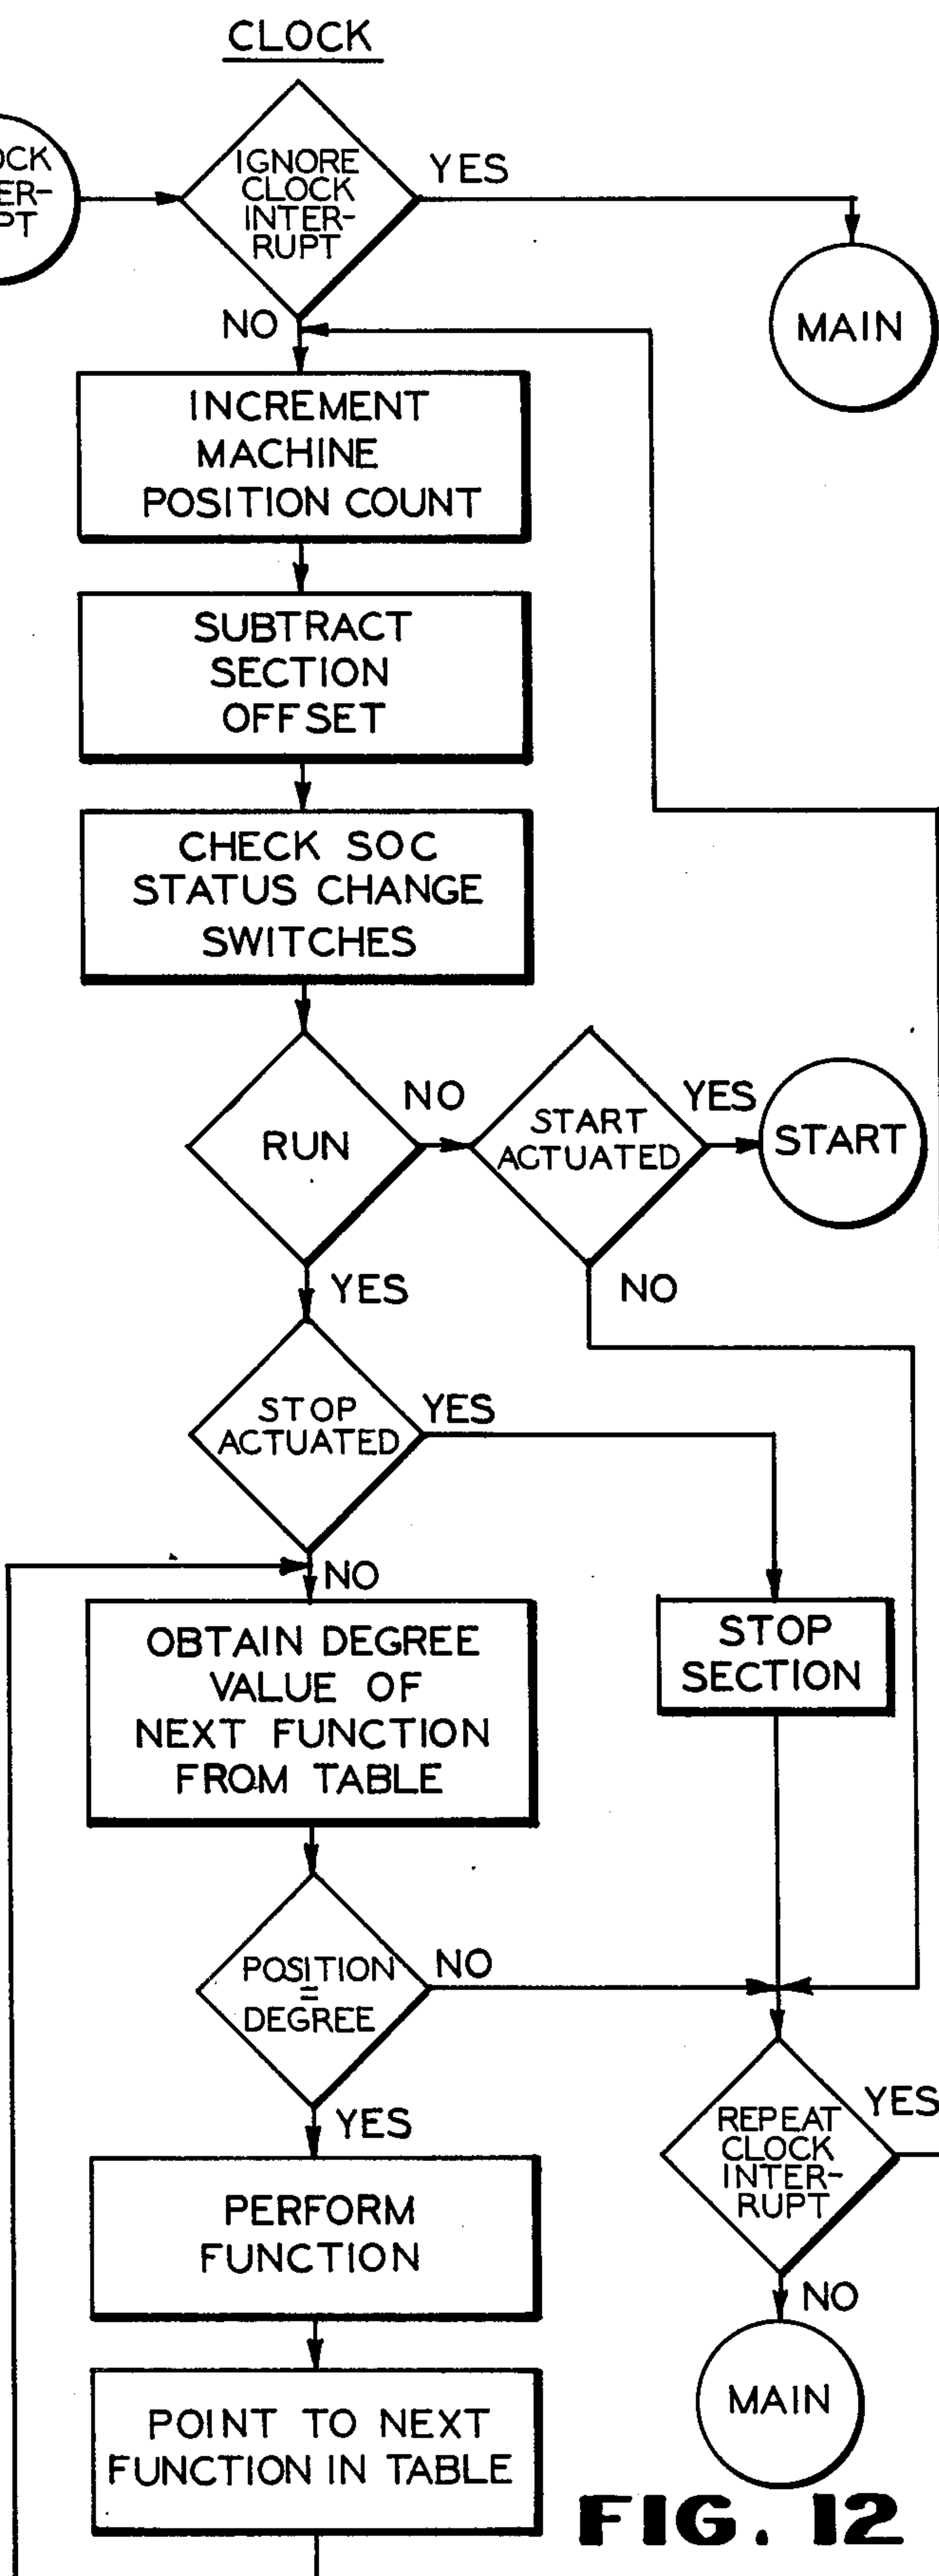 CLOCK
IGNORE
CLOCK
INTER-
RUPT
YES
MAIN
NO
INCREMENT
MACHINE
POSITION COUNT
SUBTRACT
SECTION
OFFSET
CHECK SOC
STATUS CHANGE
SWITCHES
RUN
NO
START
ACTUATED
YES
START
YES
NO
STOP
ACTUATED
YES
NO
OBTAIN DEGREE
VALUE OF
NEXT FUNCTION
FROM TABLE
STOP
SECTION
POSITION
=
DEGREE
NO
YES
REPEAT
CLOCK
INTER-
RUPT
YES
PERFORM
FUNCTION
NO
MAIN
POINT TO NEXT
FUNCTION IN TABLE
FIG. 12